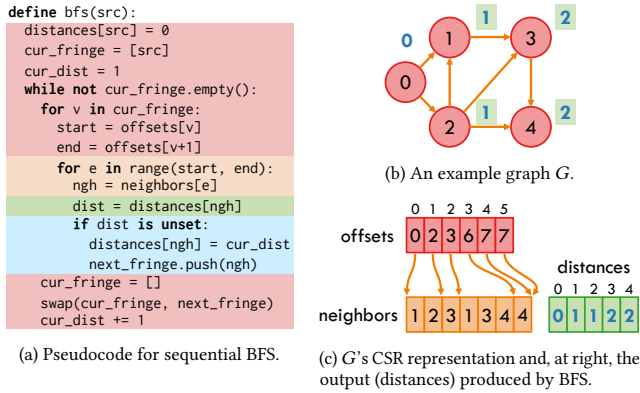 define bfs(src):
distances[src] = 0
cur_fringe = [src]
cur_dist = 1
while not cur_fringe.empty():
for v in cur_fringe:
start = offsets[v]
end = offsets[v+1]
for e in range(start, end):
ngh = neighbors[e]
dist = distances[ngh]
if dist is unset:
distances[ngh] = cur_dist
next_fringe.push(ngh)
cur_fringe = []
swap(cur_fringe, next_fringe)
cur_dist += 1
(a) Pseudocode for sequential BFS.
1 2
0 1 3
0
1 2
2 4
(b) An example graph G.
0 1 2 3 4 5
offsets 0 2 3 6 7 7
distances
0 1 2 3 4
neighbors 1 2 3 1 3 4 4 0 1 1 2 2
(c) G's CSR representation and, at right, the
output (distances) produced by BFS.